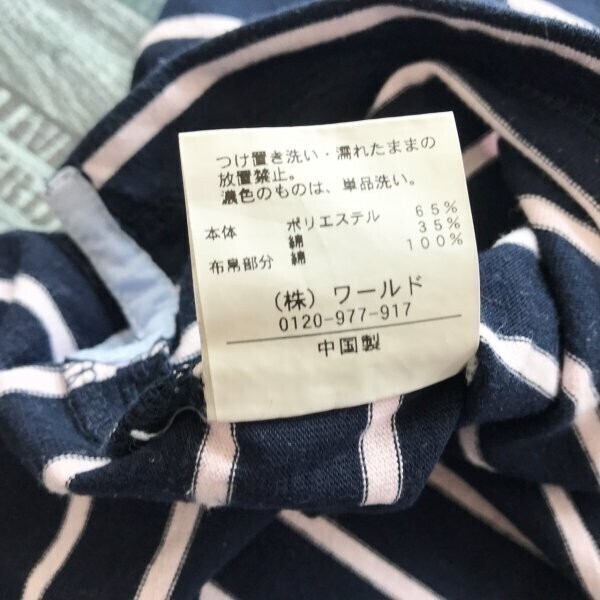 つけ置き洗い・濡れたままの
放置禁止。
濃色のものは、単品洗い。
本体 ポリエステル 65%
綿 35%
布帛部分 綿 100%
(株) ワールド
0120-977-917
中国製